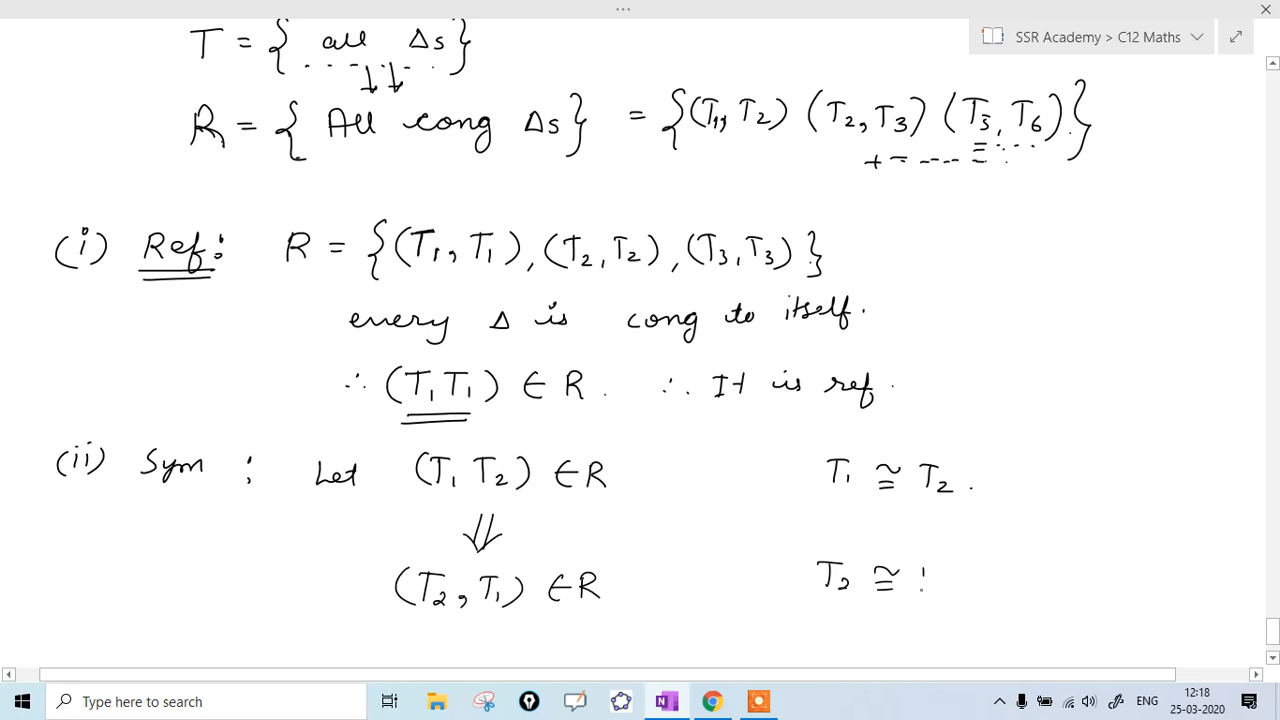 SSR Academy > C12 Maths
T = { all Δs }
R = { All cong Δs } = {(T1, T2) (T2, T3) (T5, T6)}
(i) Ref: R = {(T1, T1), (T2, T2), (T3, T3)}
every Δ is cong to itself.
∴ (T1 T1) ∈ R. ∴ It is ref.
(ii) Sym : Let (T1 T2) ∈ R T1 ≅ T2.
⇓
(T2, T1) ∈ R T2 ≅
Type here to search
12:18
25-03-2020